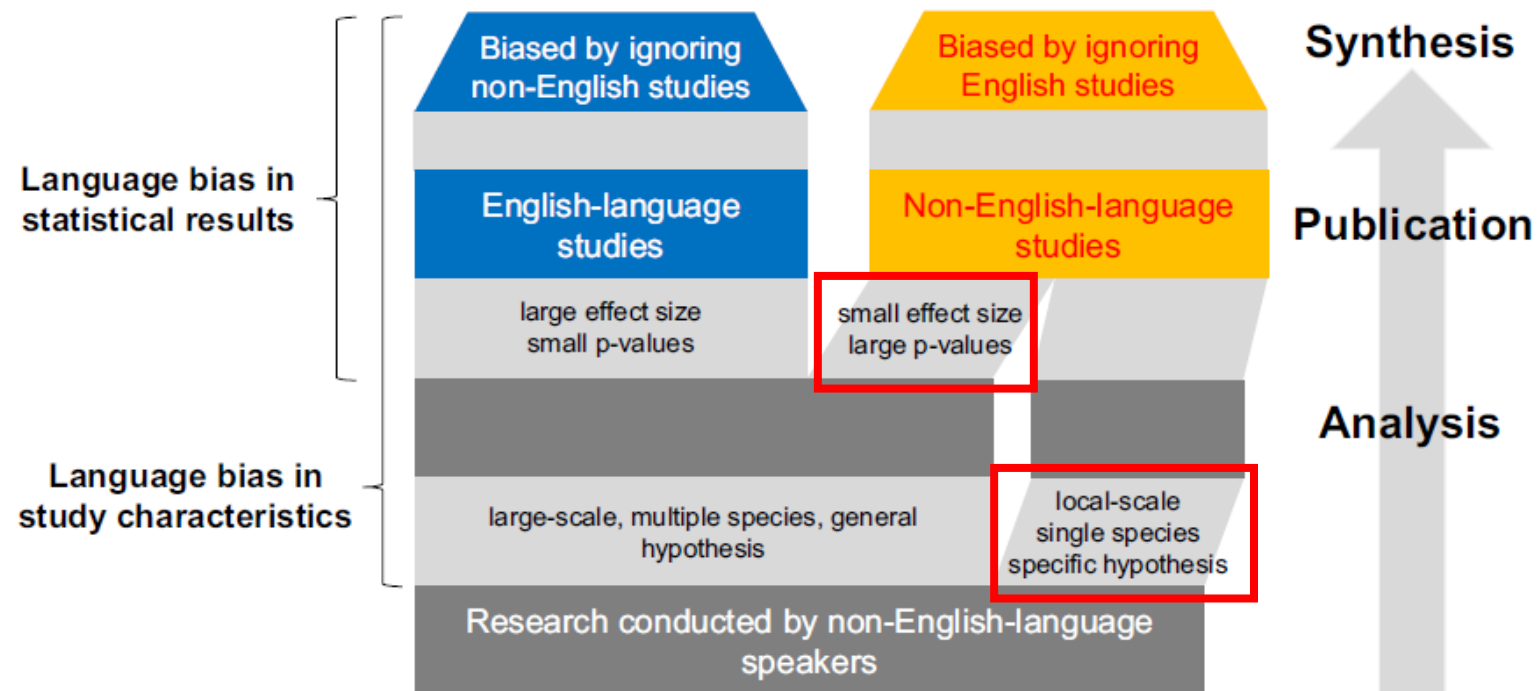 Biased by ignoring
non-English studies
Biased by ignoring
English studies
Synthesis
Language bias in
statistical results
English-language
studies
Non-English-language
studies
Publication
large effect size
small p-values
small effect size
large p-values
Analysis
Language bias in
study characteristics
large-scale, multiple species, general
hypothesis
local-scale
single species
specific hypothesis
Research conducted by non-English-language
speakers